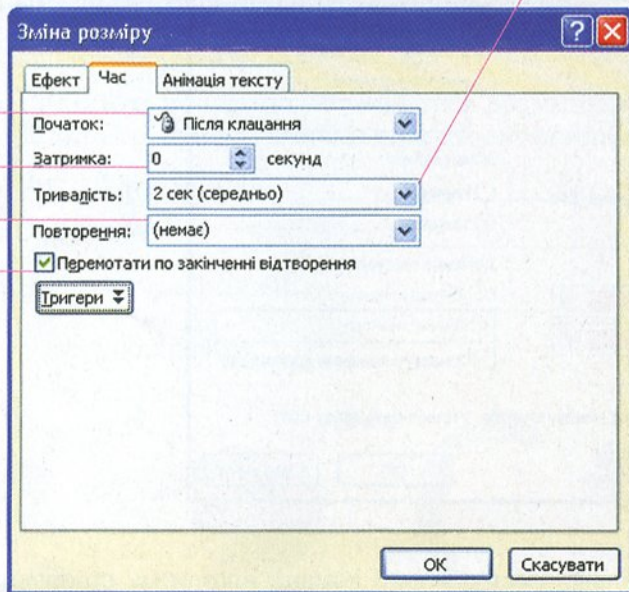 Зміна розміру
Ефект Час Анімація тексту
Початок: Після клацання
Затримка: 0 секунд
Тривалість: 2 сек (середньо)
Повторення: (немає)
Перемотати по закінченні відтворення
Тригери
ОК Скасувати